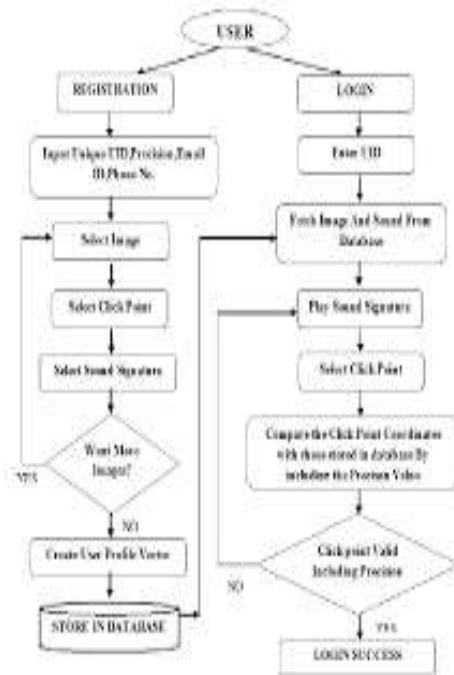 USER
REGISTRATION
Input Unique UID,Precision,Email
ID,Phone No.
Select Image
Select Click Point
Select Sound Signature
Want More
Images?
YES
NO
Create User Profile Vector
STORE IN DATABASE
LOGIN
Enter UID
Fetch Image And Sound From
Database
Play Sound Signature
Select Click Point
Compare the Click Point Coordinates
with those stored in database By
including the Precision Value
Click point Valid
Including Precision
NO
YES
LOGIN SUCCESS